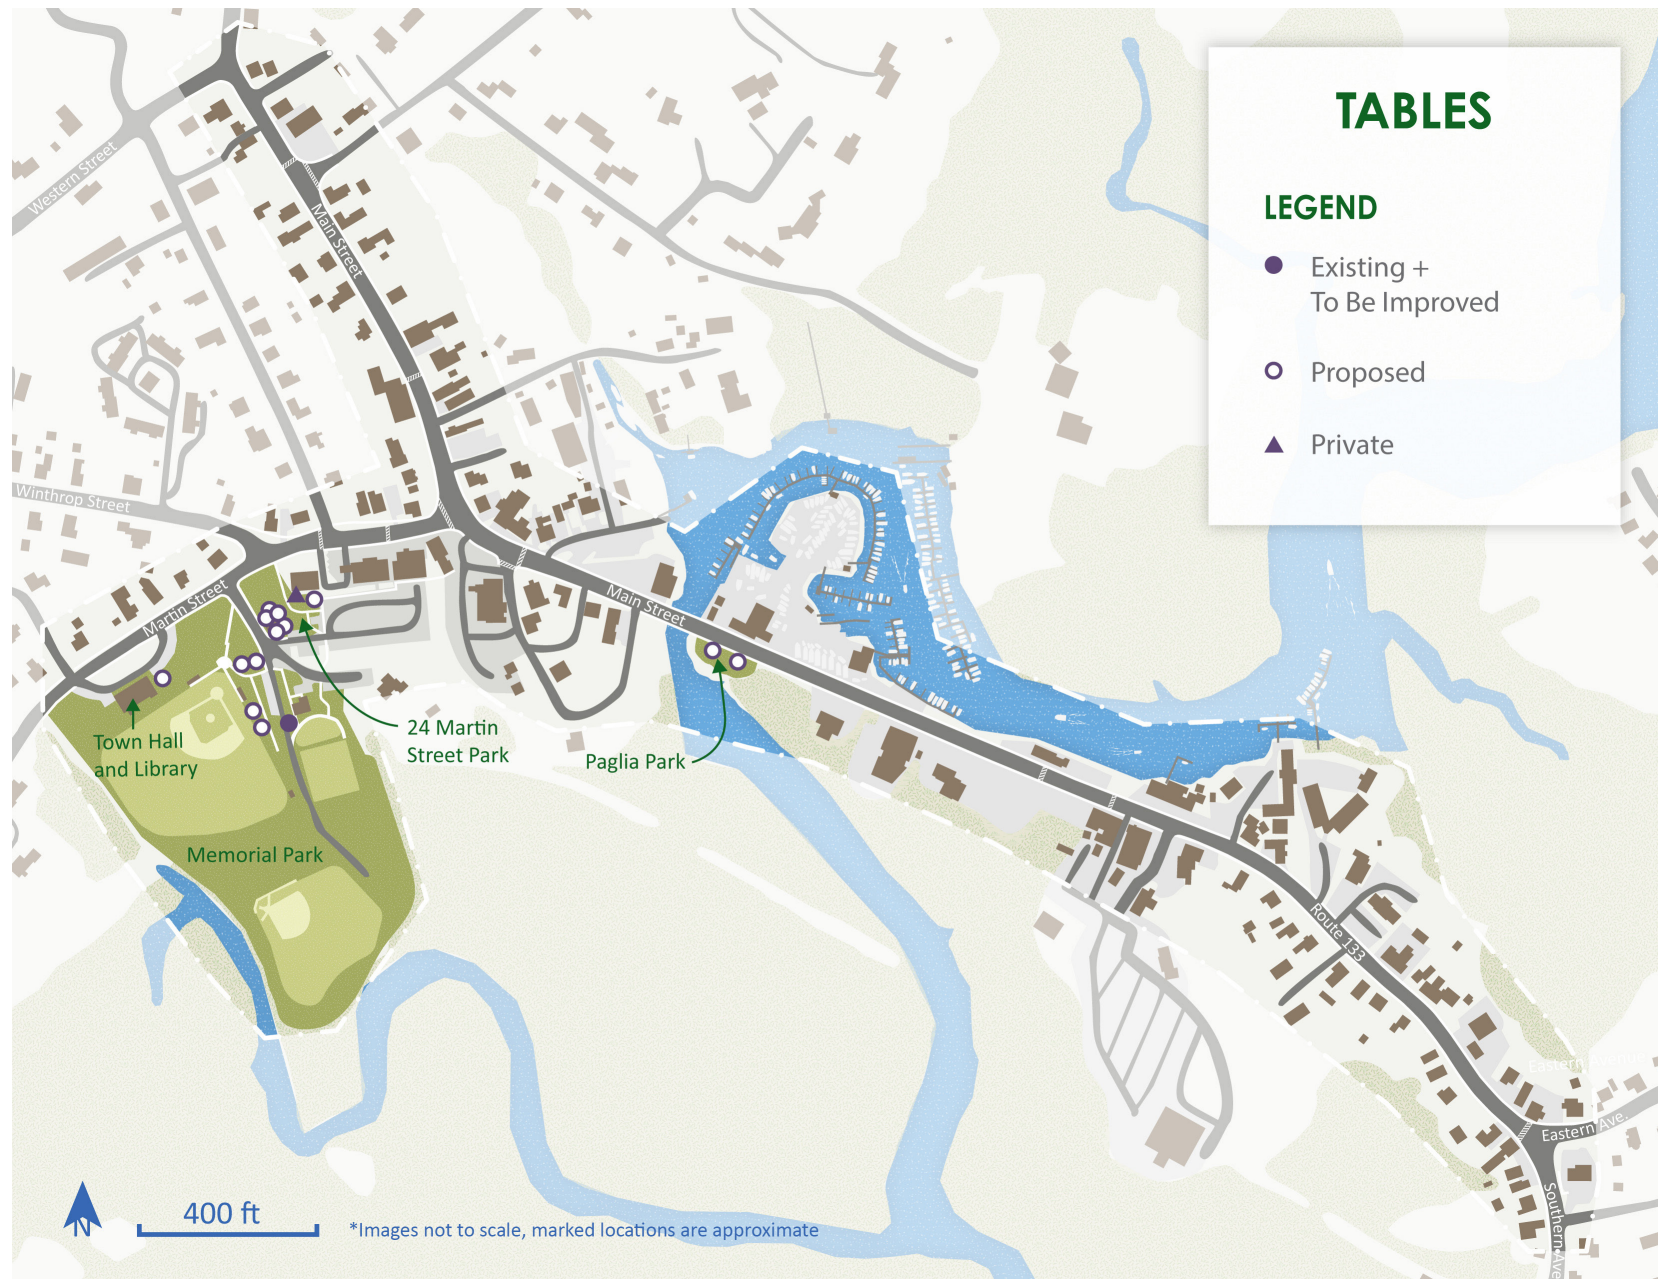 TABLES
LEGEND
Existing +
To Be Improved
Proposed
Private
Western Street
Main Street
Winthrop Street
Martin Street
Main Street
24 Martin
Street Park
Town Hall
and Library
Paglia Park
Memorial Park
Route 133
Eastern
Eastern Ave.
Southern Ave
N
400 ft
*Images not to scale, marked locations are approximate